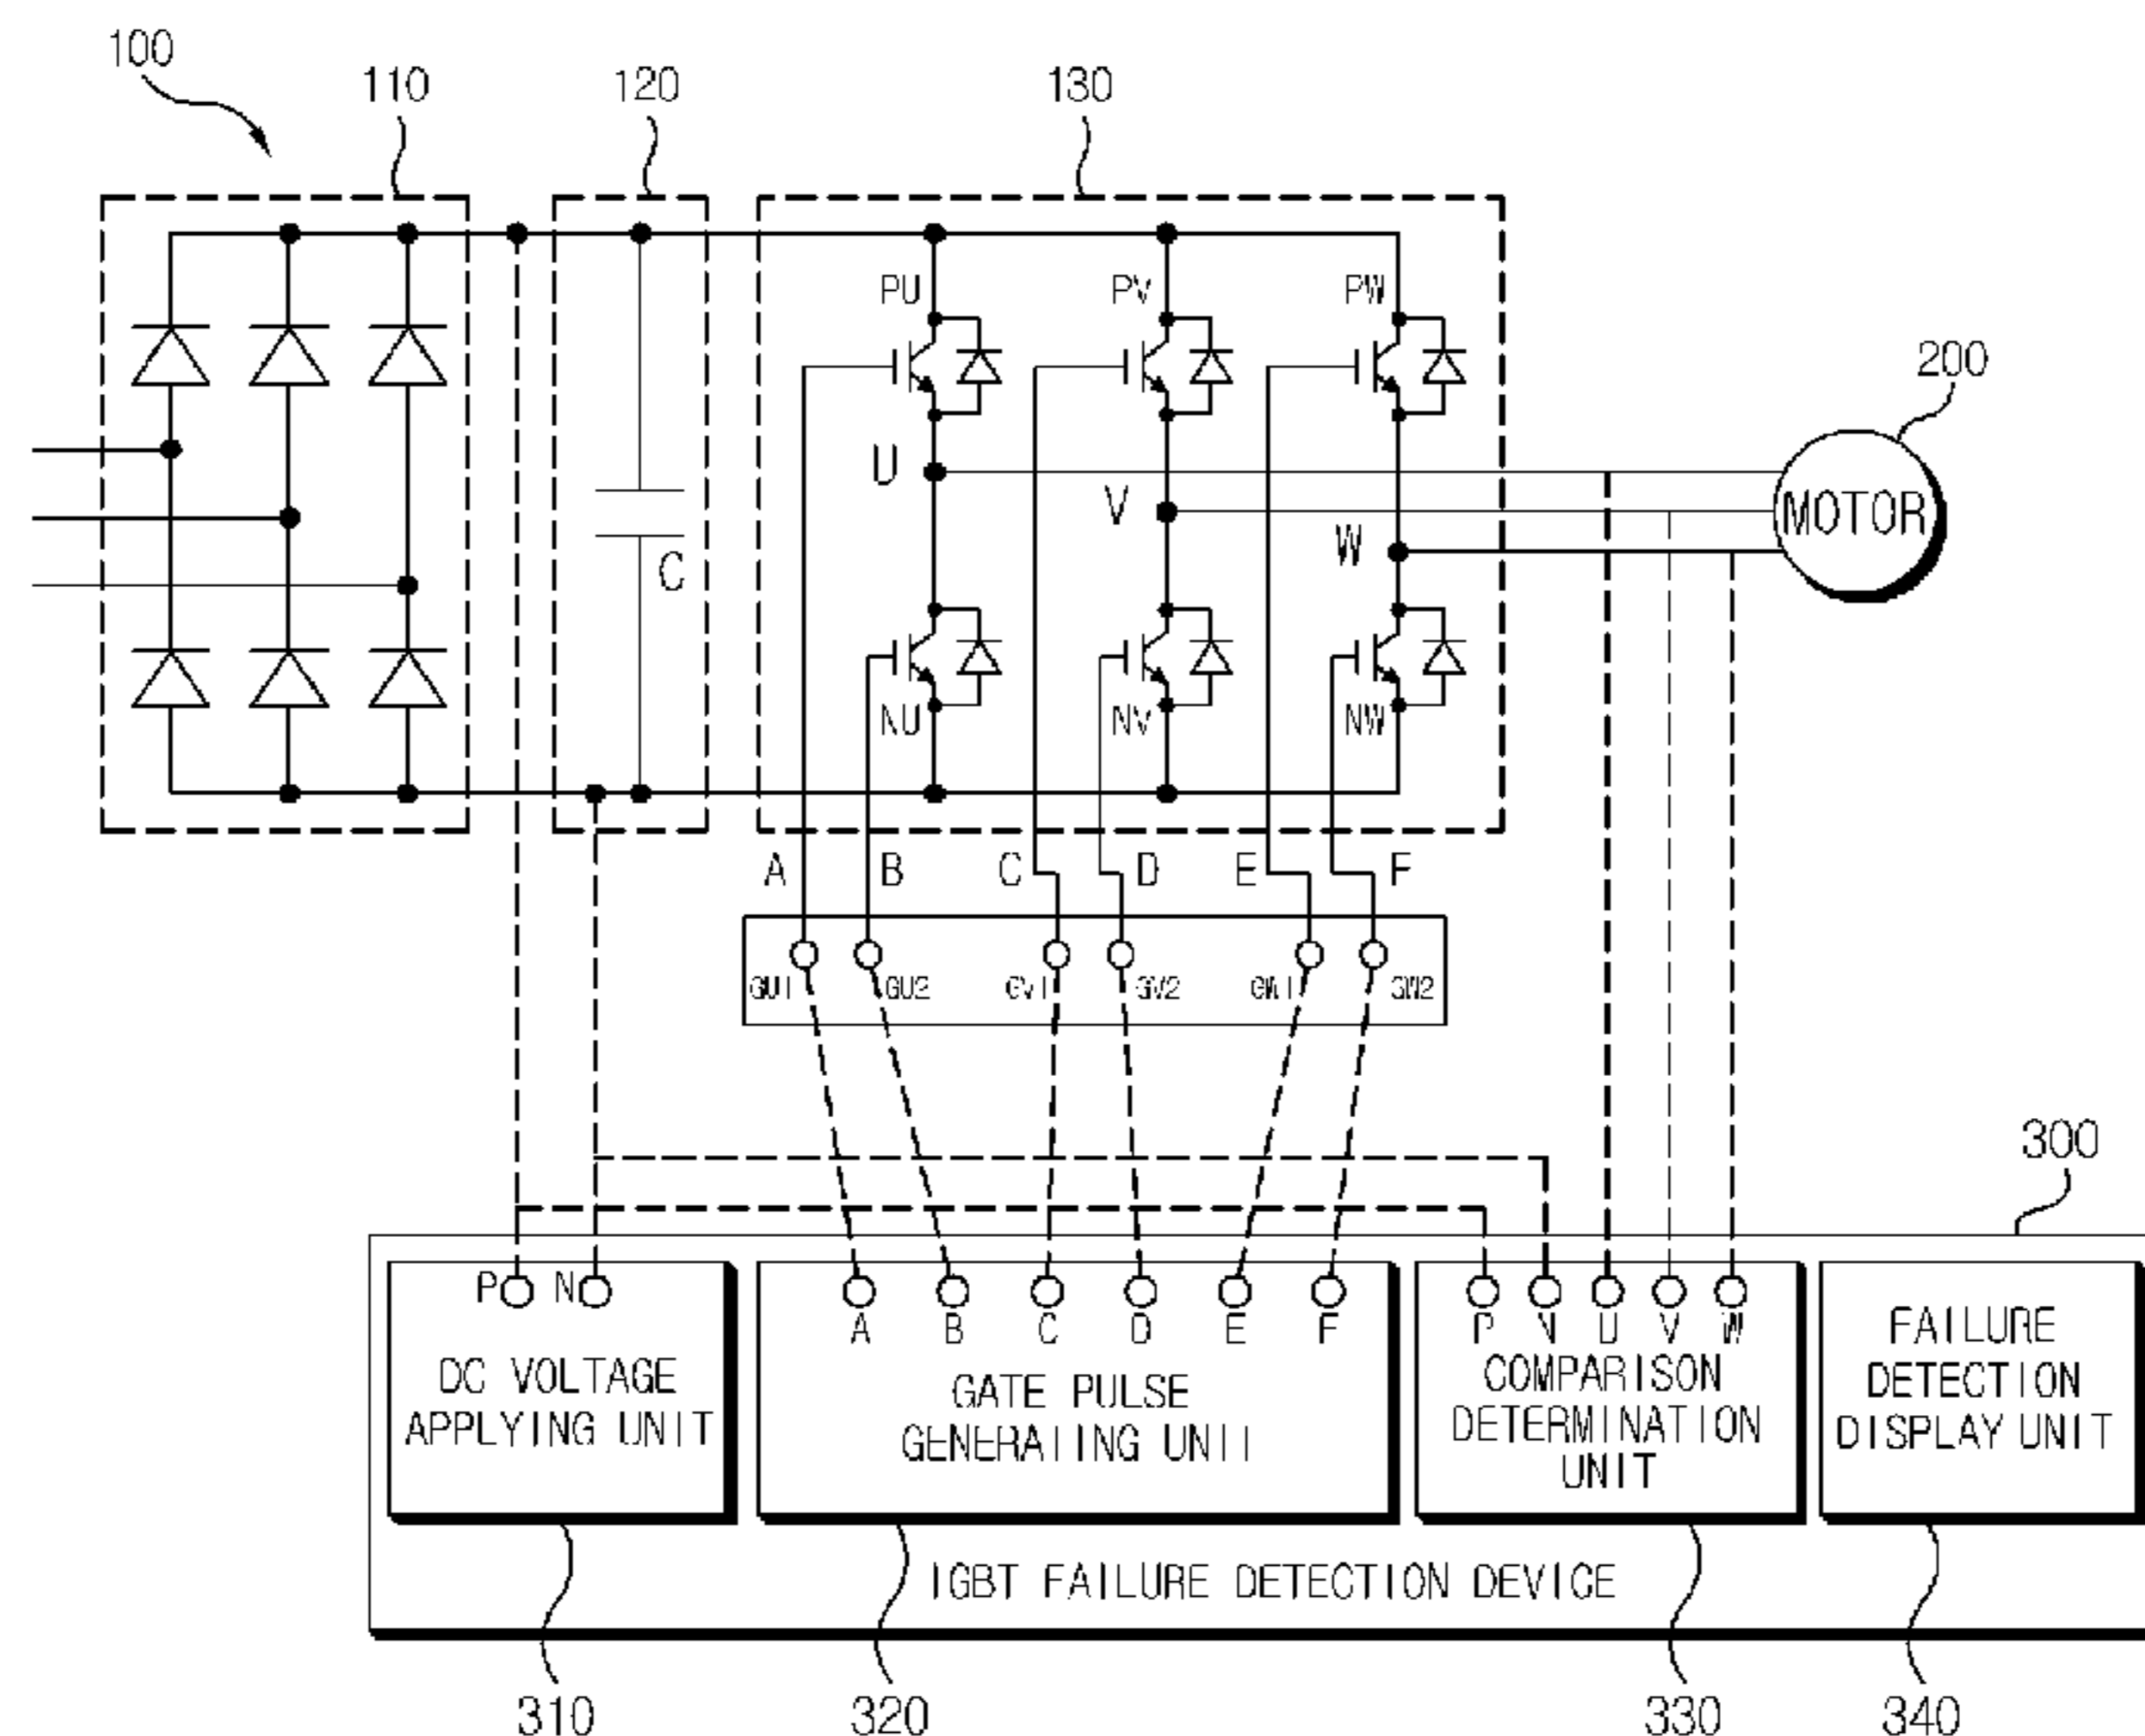 100
110
120
130
PU
PV
PW
200
U
V
W
MOTOR
C
NU
NV
NW
A B C D E F
GU1 GU2 GV1 GV2 GW1 GW2
300
P N
A B C D E F
P N U V W
DC VOLTAGE
APPLYING UNIT
GATE PULSE
GENERATING UNIT
COMPARISON
DETERMINATION
UNIT
FAILURE
DETECTION
DISPLAY UNIT
IGBT FAILURE DETECTION DEVICE
310
320
330
340